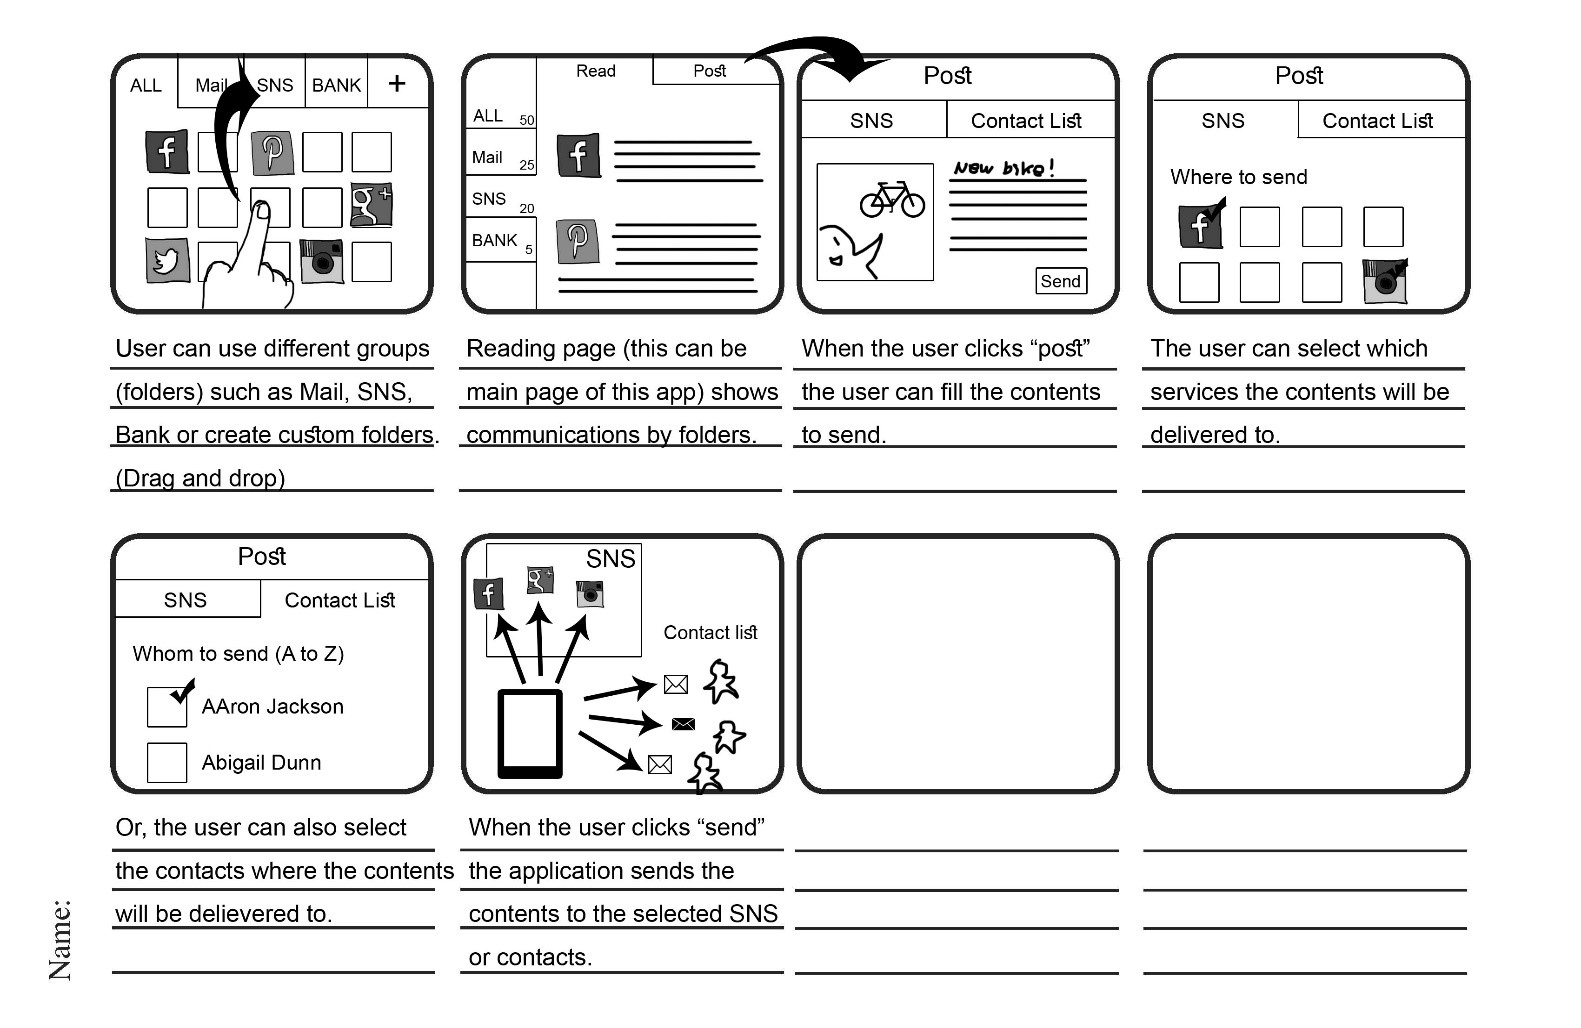 ALL Mail SNS BANK +
User can use different groups
(folders) such as Mail, SNS,
Bank or create custom folders.
(Drag and drop)
Read Post
ALL 50
Mail 25
SNS 20
BANK 5
Reading page (this can be
main page of this app) shows
communications by folders.
Post
SNS Contact List
New bike!
Send
When the user clicks “post”
the user can fill the contents
to send.
Post
SNS Contact List
Where to send
The user can select which
services the contents will be
delivered to.
Post
SNS Contact List
Whom to send (A to Z)
AAron Jackson
Abigail Dunn
Or, the user can also select
the contacts where the contents
will be delievered to.
SNS
Contact list
When the user clicks “send”
the application sends the
contents to the selected SNS
or contacts.
Name: